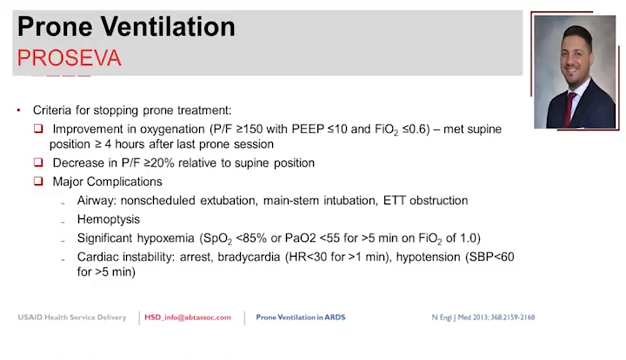 Prone Ventilation
PROSEVA
• Criteria for stopping prone treatment:
❑ Improvement in oxygenation (P/F ≥150 with PEEP ≤10 and FiO₂ ≤0.6) – met supine
position ≥ 4 hours after last prone session
❑ Decrease in P/F ≥20% relative to supine position
❑ Major Complications
– Airway: nonscheduled extubation, main-stem intubation, ETT obstruction
– Hemoptysis
– Significant hypoxemia (SpO₂ <85% or PaO2 <55 for >5 min on FiO₂ of 1.0)
– Cardiac instability: arrest, bradycardia (HR<30 for >1 min), hypotension (SBP<60
for >5 min)
USAID Health Service Delivery | HSD_info@abtassoc.com | Prone Ventilation in ARDS N Engl J Med 2013; 368:2159-2168